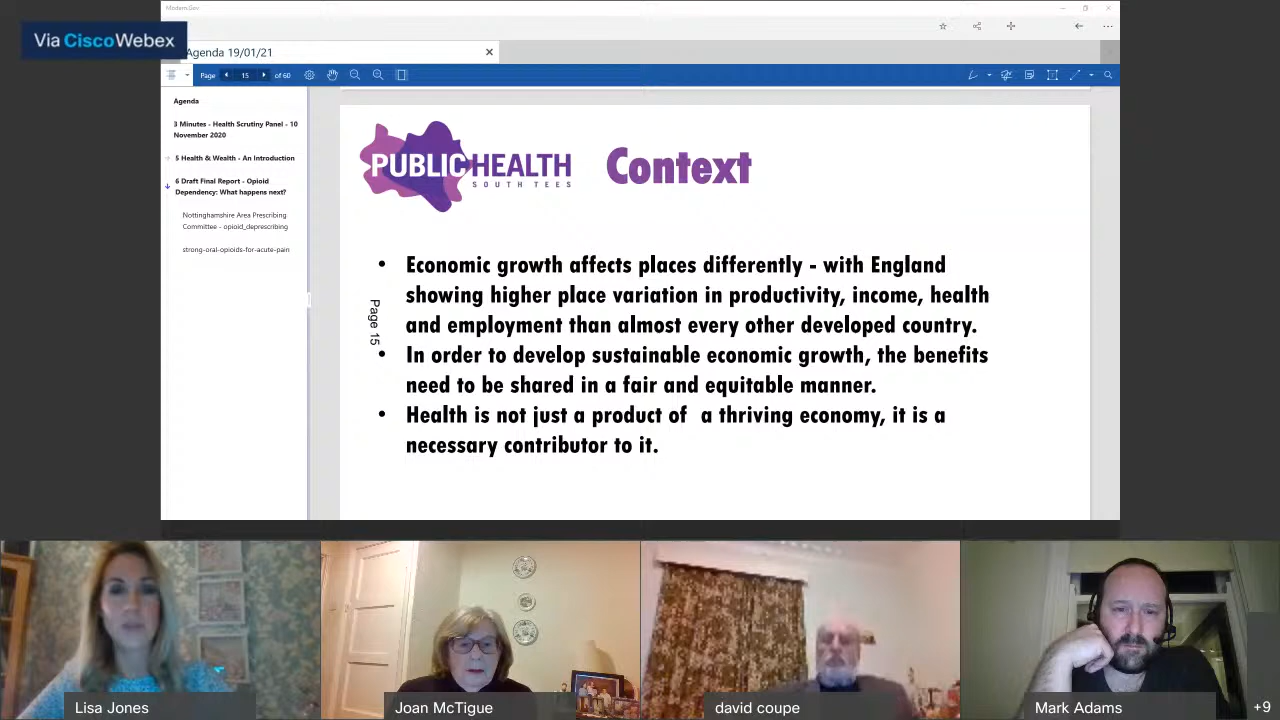 Modern.Gov
Via CiscoWebex
Agenda 19/01/21
Page 15 of 60
Agenda
3 Minutes - Health Scrutiny Panel - 10
November 2020
5 Health & Wealth - An Introduction
6 Draft Final Report - Opioid
Dependency: What happens next?
Nottinghamshire Area Prescribing
Committee - opioid_deprescribing
strong-oral-opioids-for-acute-pain
PUBLIC HEALTH
SOUTH TEES
Context
• Economic growth affects places differently - with England
showing higher place variation in productivity, income, health
and employment than almost every other developed country.
• In order to develop sustainable economic growth, the benefits
need to be shared in a fair and equitable manner.
• Health is not just a product of  a thriving economy, it is a
necessary contributor to it.
Page 15
Lisa Jones
Joan McTigue
david coupe
Mark Adams
+9